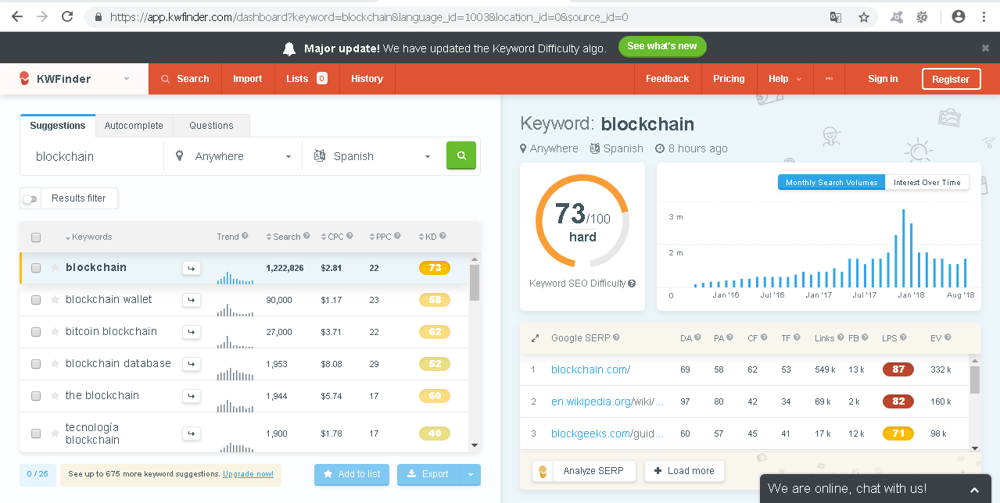 https://app.kwfinder.com/dashboard?keyword=blockchain&language_id=1003&location_id=0&source_id=0
Major update! We have updated the Keyword Difficulty algo. See what's new
KWFinder Search Import Lists 0 History Feedback Pricing Help Sign in Register
Suggestions Autocomplete Questions
blockchain Anywhere Spanish
Results filter
Keywords Trend Search CPC PPC KD
blockchain 1,222,026 $2.81 22 73
blockchain wallet 90,000 $1.17 23 58
bitcoin blockchain 27,000 $3.71 22 62
blockchain database 1,953 $8.08 29 52
the blockchain 1,944 $5.74 17 60
tecnología
blockchain 1,900 $1.78 17 40
0 / 25 See up to 675 more keyword suggestions. Upgrade now! Add to list Export
Keyword: blockchain
Anywhere Spanish 8 hours ago
73/100
hard
Keyword SEO Difficulty
Monthly Search Volumes Interest Over Time
3 m
2 m
0
Jan '16 Jul '16 Jan '17 Jul '17 Jan '18 Aug '18
Google SERP DA PA CF TF Links FB LPS EV
1 blockchain.com/ 69 58 62 53 549 k 13 k 87 332 k
2 en.wikipedia.org/wiki/... 97 80 42 34 69 k 2 k 82 160 k
3 blockgeeks.com/guid... 60 57 45 41 17 k 12 k 71 98 k
Analyze SERP Load more
We are online, chat with us!